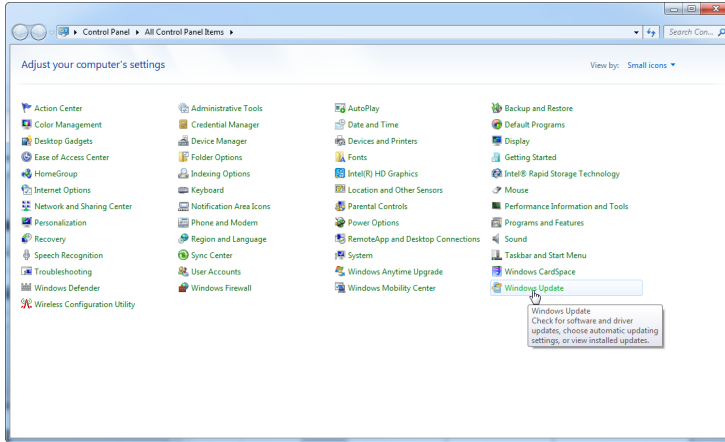 Control Panel ▸ All Control Panel Items ▸
Search Con...
Adjust your computer's settings
View by: Small icons
Action Center
Administrative Tools
AutoPlay
Backup and Restore
Color Management
Credential Manager
Date and Time
Default Programs
Desktop Gadgets
Device Manager
Devices and Printers
Display
Ease of Access Center
Folder Options
Fonts
Getting Started
HomeGroup
Indexing Options
Intel(R) HD Graphics
Intel® Rapid Storage Technology
Internet Options
Keyboard
Location and Other Sensors
Mouse
Network and Sharing Center
Notification Area Icons
Parental Controls
Performance Information and Tools
Personalization
Phone and Modem
Power Options
Programs and Features
Recovery
Region and Language
RemoteApp and Desktop Connections
Sound
Speech Recognition
Sync Center
System
Taskbar and Start Menu
Troubleshooting
User Accounts
Windows Anytime Upgrade
Windows CardSpace
Windows Defender
Windows Firewall
Windows Mobility Center
Windows Update
Wireless Configuration Utility
Windows Update
Check for software and driver
updates, choose automatic updating
settings, or view installed updates.